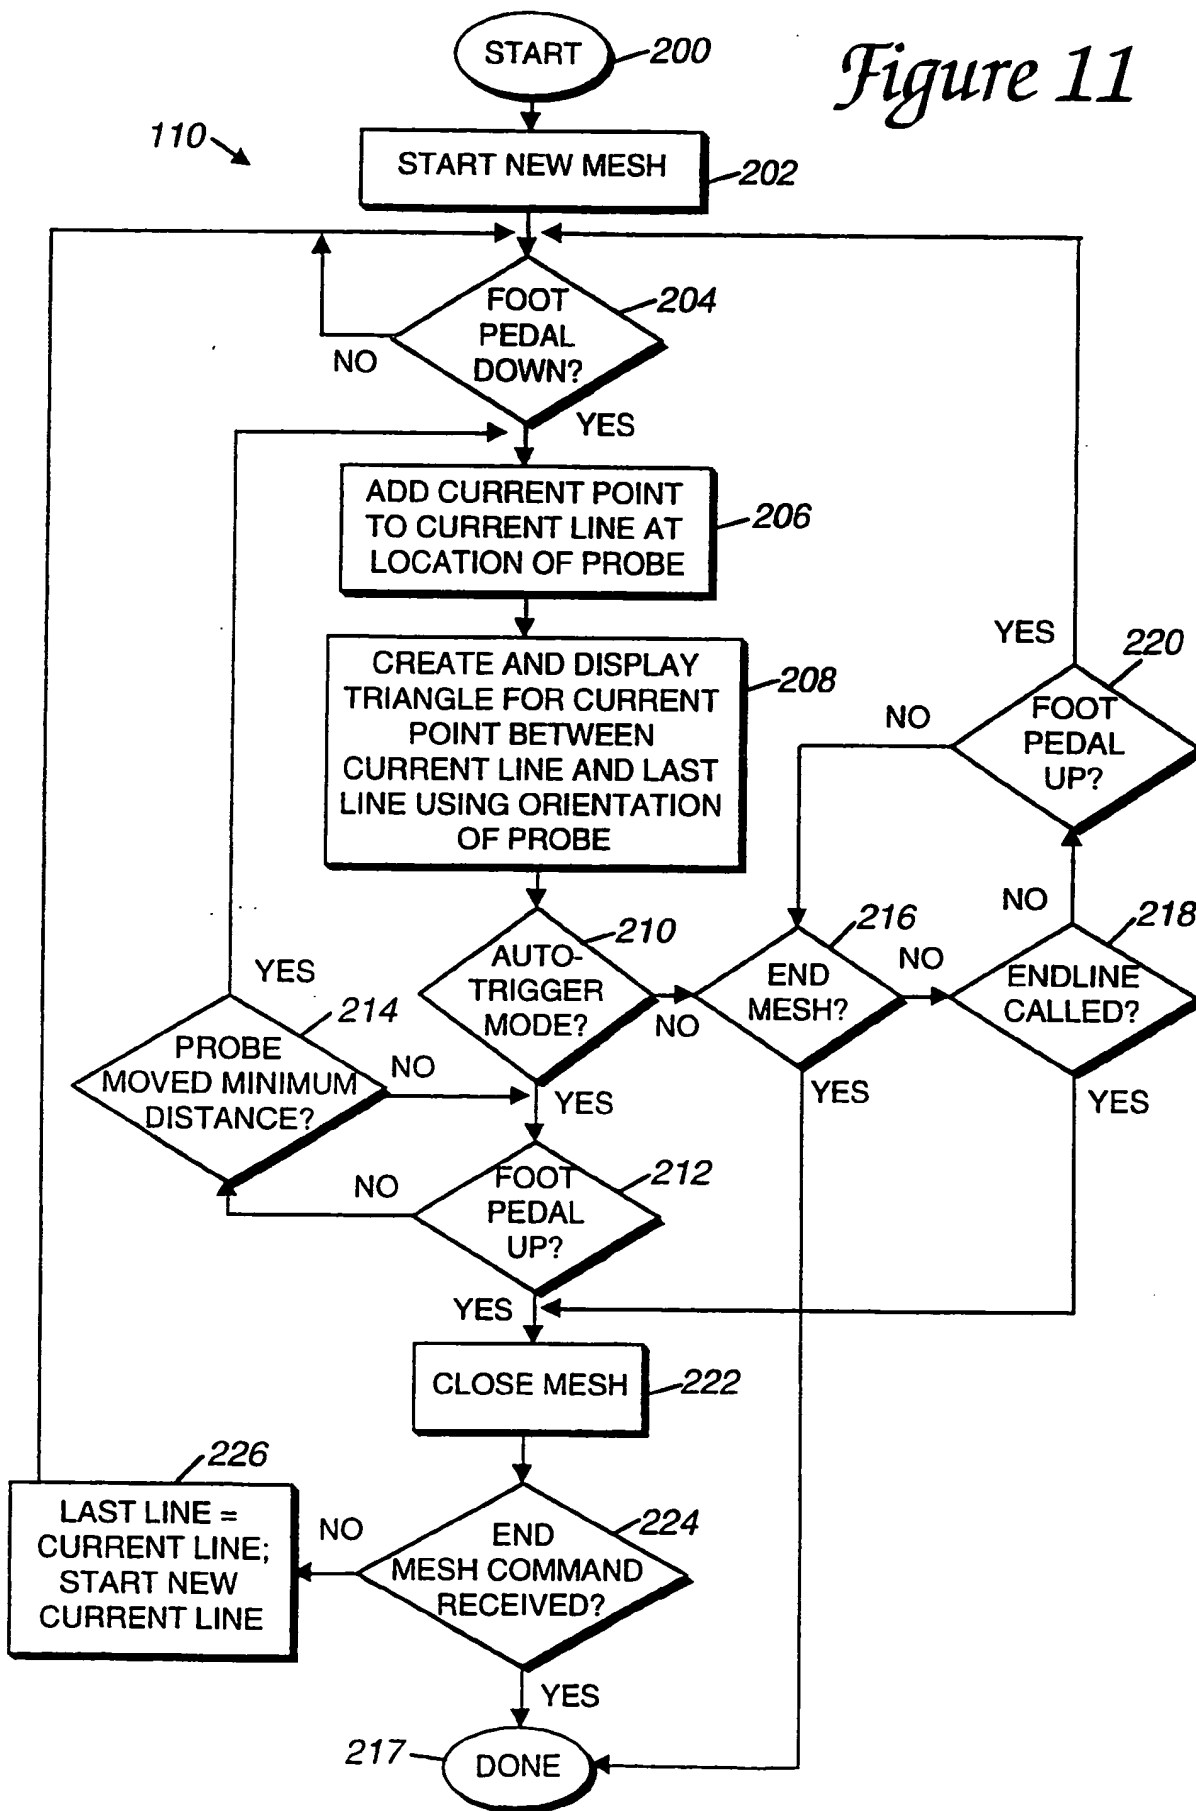 START
200
Figure 11
110
START NEW MESH
202
FOOT
PEDAL
DOWN?
204
NO
YES
ADD CURRENT POINT
TO CURRENT LINE AT
LOCATION OF PROBE
206
CREATE AND DISPLAY
TRIANGLE FOR CURRENT
POINT BETWEEN
CURRENT LINE AND LAST
LINE USING ORIENTATION
OF PROBE
208
YES
220
FOOT
PEDAL
UP?
NO
AUTO-
TRIGGER
MODE?
210
NO
YES
END
MESH?
216
NO
YES
ENDLINE
CALLED?
218
NO
YES
YES
214
PROBE
MOVED MINIMUM
DISTANCE?
NO
FOOT
PEDAL
UP?
212
NO
YES
CLOSE MESH
222
226
LAST LINE =
CURRENT LINE;
START NEW
CURRENT LINE
NO
END
MESH COMMAND
RECEIVED?
224
YES
217
DONE